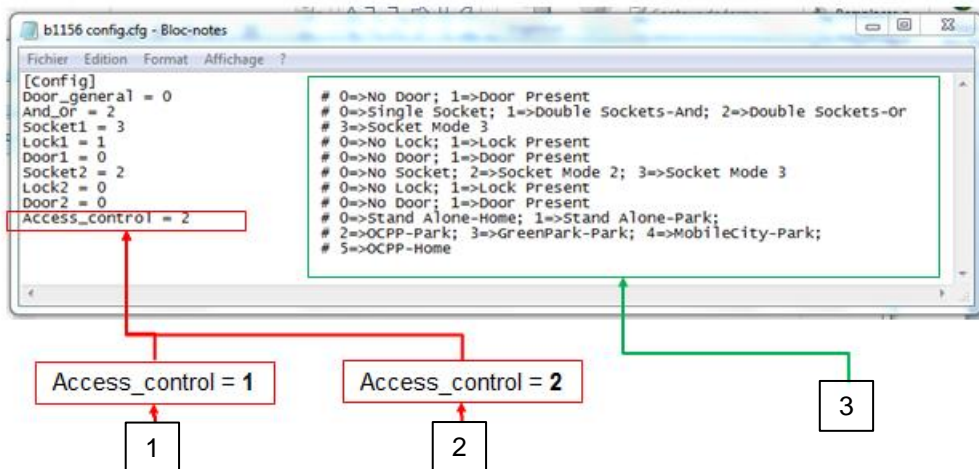 b1156 config.cfg - Bloc-notes
Fichier Edition Format Affichage ?
[Config]
Door_general = 0 # 0=>No Door; 1=>Door Present
And_Or = 2 # 0=>Single Socket; 1=>Double Sockets-And; 2=>Double Sockets-Or
Socket1 = 3 # 3=>Socket Mode 3
Lock1 = 1 # 0=>No Lock; 1=>Lock Present
Door1 = 0 # 0=>No Door; 1=>Door Present
Socket2 = 2 # 0=>No Socket; 2=>Socket Mode 2; 3=>Socket Mode 3
Lock2 = 0 # 0=>No Lock; 1=>Lock Present
Door2 = 0 # 0=>No Door; 1=>Door Present
Access_control = 2 # 0=>Stand Alone-Home; 1=>Stand Alone-Park;
# 2=>OCPP-Park; 3=>GreenPark-Park; 4=>MobileCity-Park;
# 5=>OCPP-Home
Access_control = 1 Access_control = 2
3
1 2